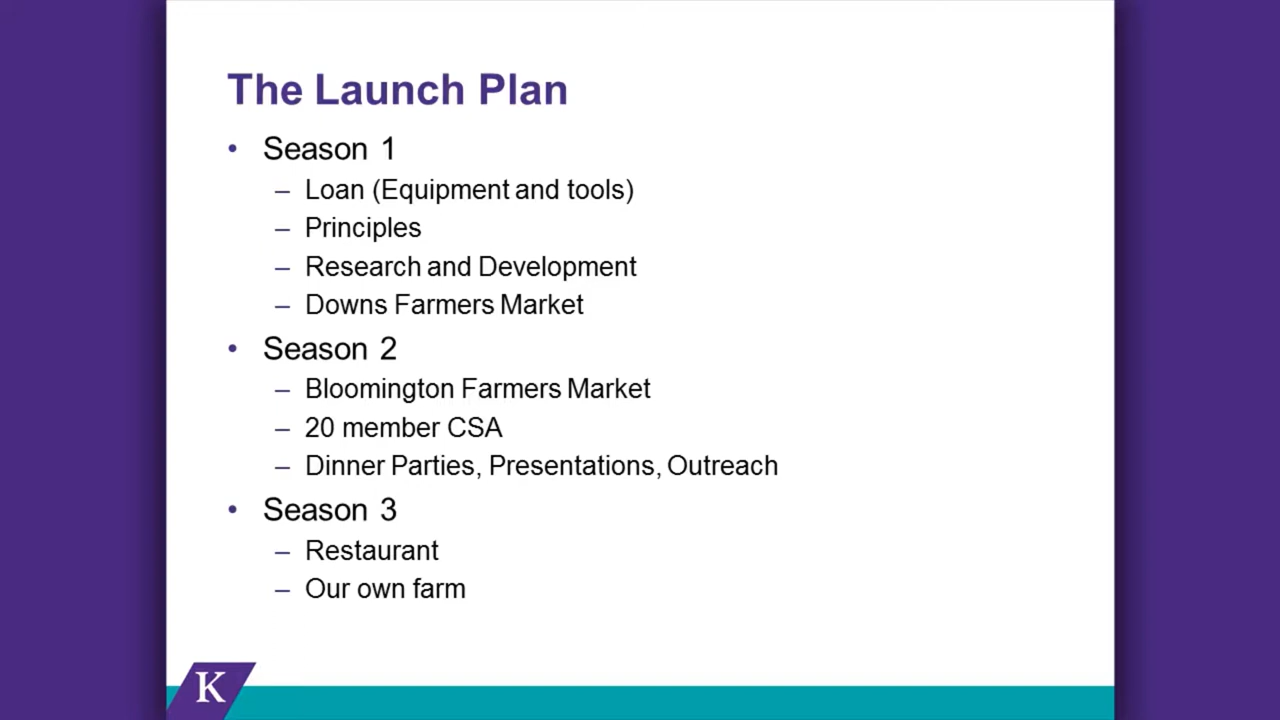 The Launch Plan
• Season 1
– Loan (Equipment and tools)
– Principles
– Research and Development
– Downs Farmers Market
• Season 2
– Bloomington Farmers Market
– 20 member CSA
– Dinner Parties, Presentations, Outreach
• Season 3
– Restaurant
– Our own farm
K